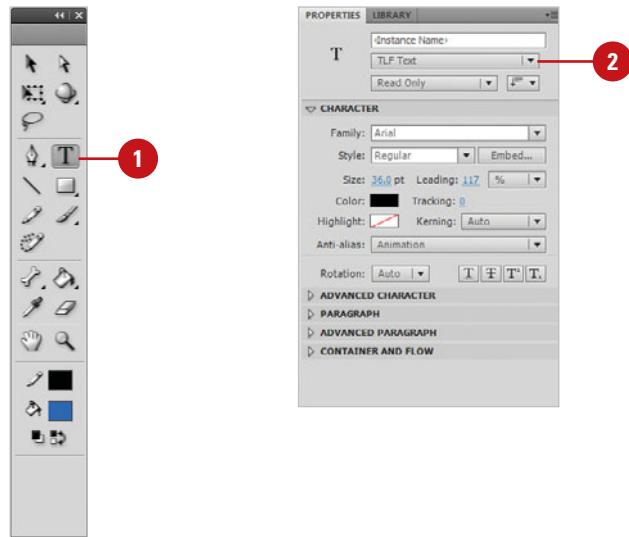 T
1
PROPERTIES LIBRARY
T
<Instance Name>
TLF Text
2
Read Only
CHARACTER
Family: Arial
Style: Regular Embed...
Size: 36.0 pt Leading: 117 %
Color: Tracking: 0
Highlight: Kerning: Auto
Anti-alias: Animation
Rotation: Auto T T T¹ T₁
ADVANCED CHARACTER
PARAGRAPH
ADVANCED PARAGRAPH
CONTAINER AND FLOW